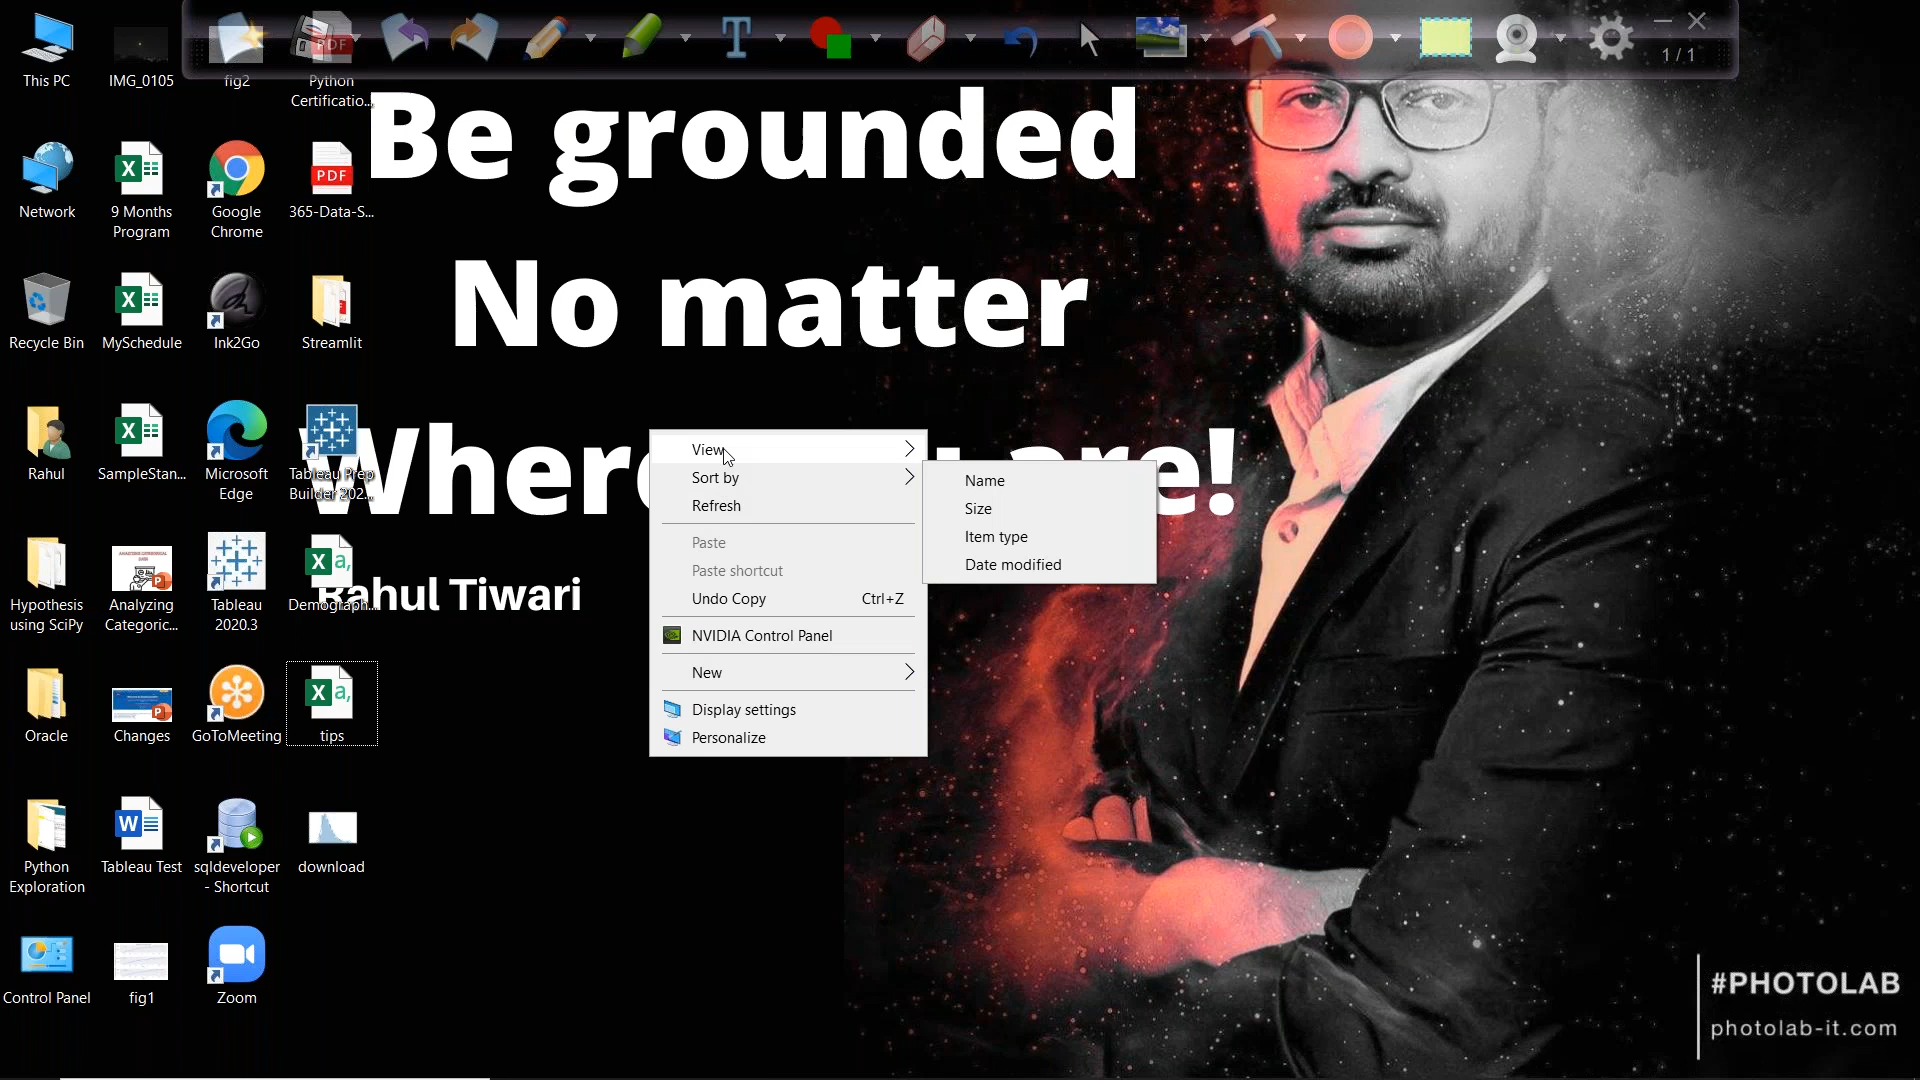 This PC
IMG_0105
fig2
PDF
Python
Certificatio...
1 / 1
Be grounded
No matter
Rahul Tiwari
Network
9 Months
Program
Google
Chrome
PDF
365-Data-S...
Recycle Bin
MySchedule
Ink2Go
Streamlit
Rahul
SampleStan...
Microsoft
Edge
Tableau Prep
Builder 202...
Hypothesis
using SciPy
Analyzing
Categoric...
Tableau
2020.3
Demograph...
Oracle
Changes
GoToMeeting
tips
Python
Exploration
Tableau Test
sqldeveloper
- Shortcut
download
Control Panel
fig1
Zoom
View
Sort by
Refresh
Paste
Paste shortcut
Undo Copy Ctrl+Z
NVIDIA Control Panel
New
Display settings
Personalize
Name
Size
Item type
Date modified
#PHOTOLAB
photolab-it.com